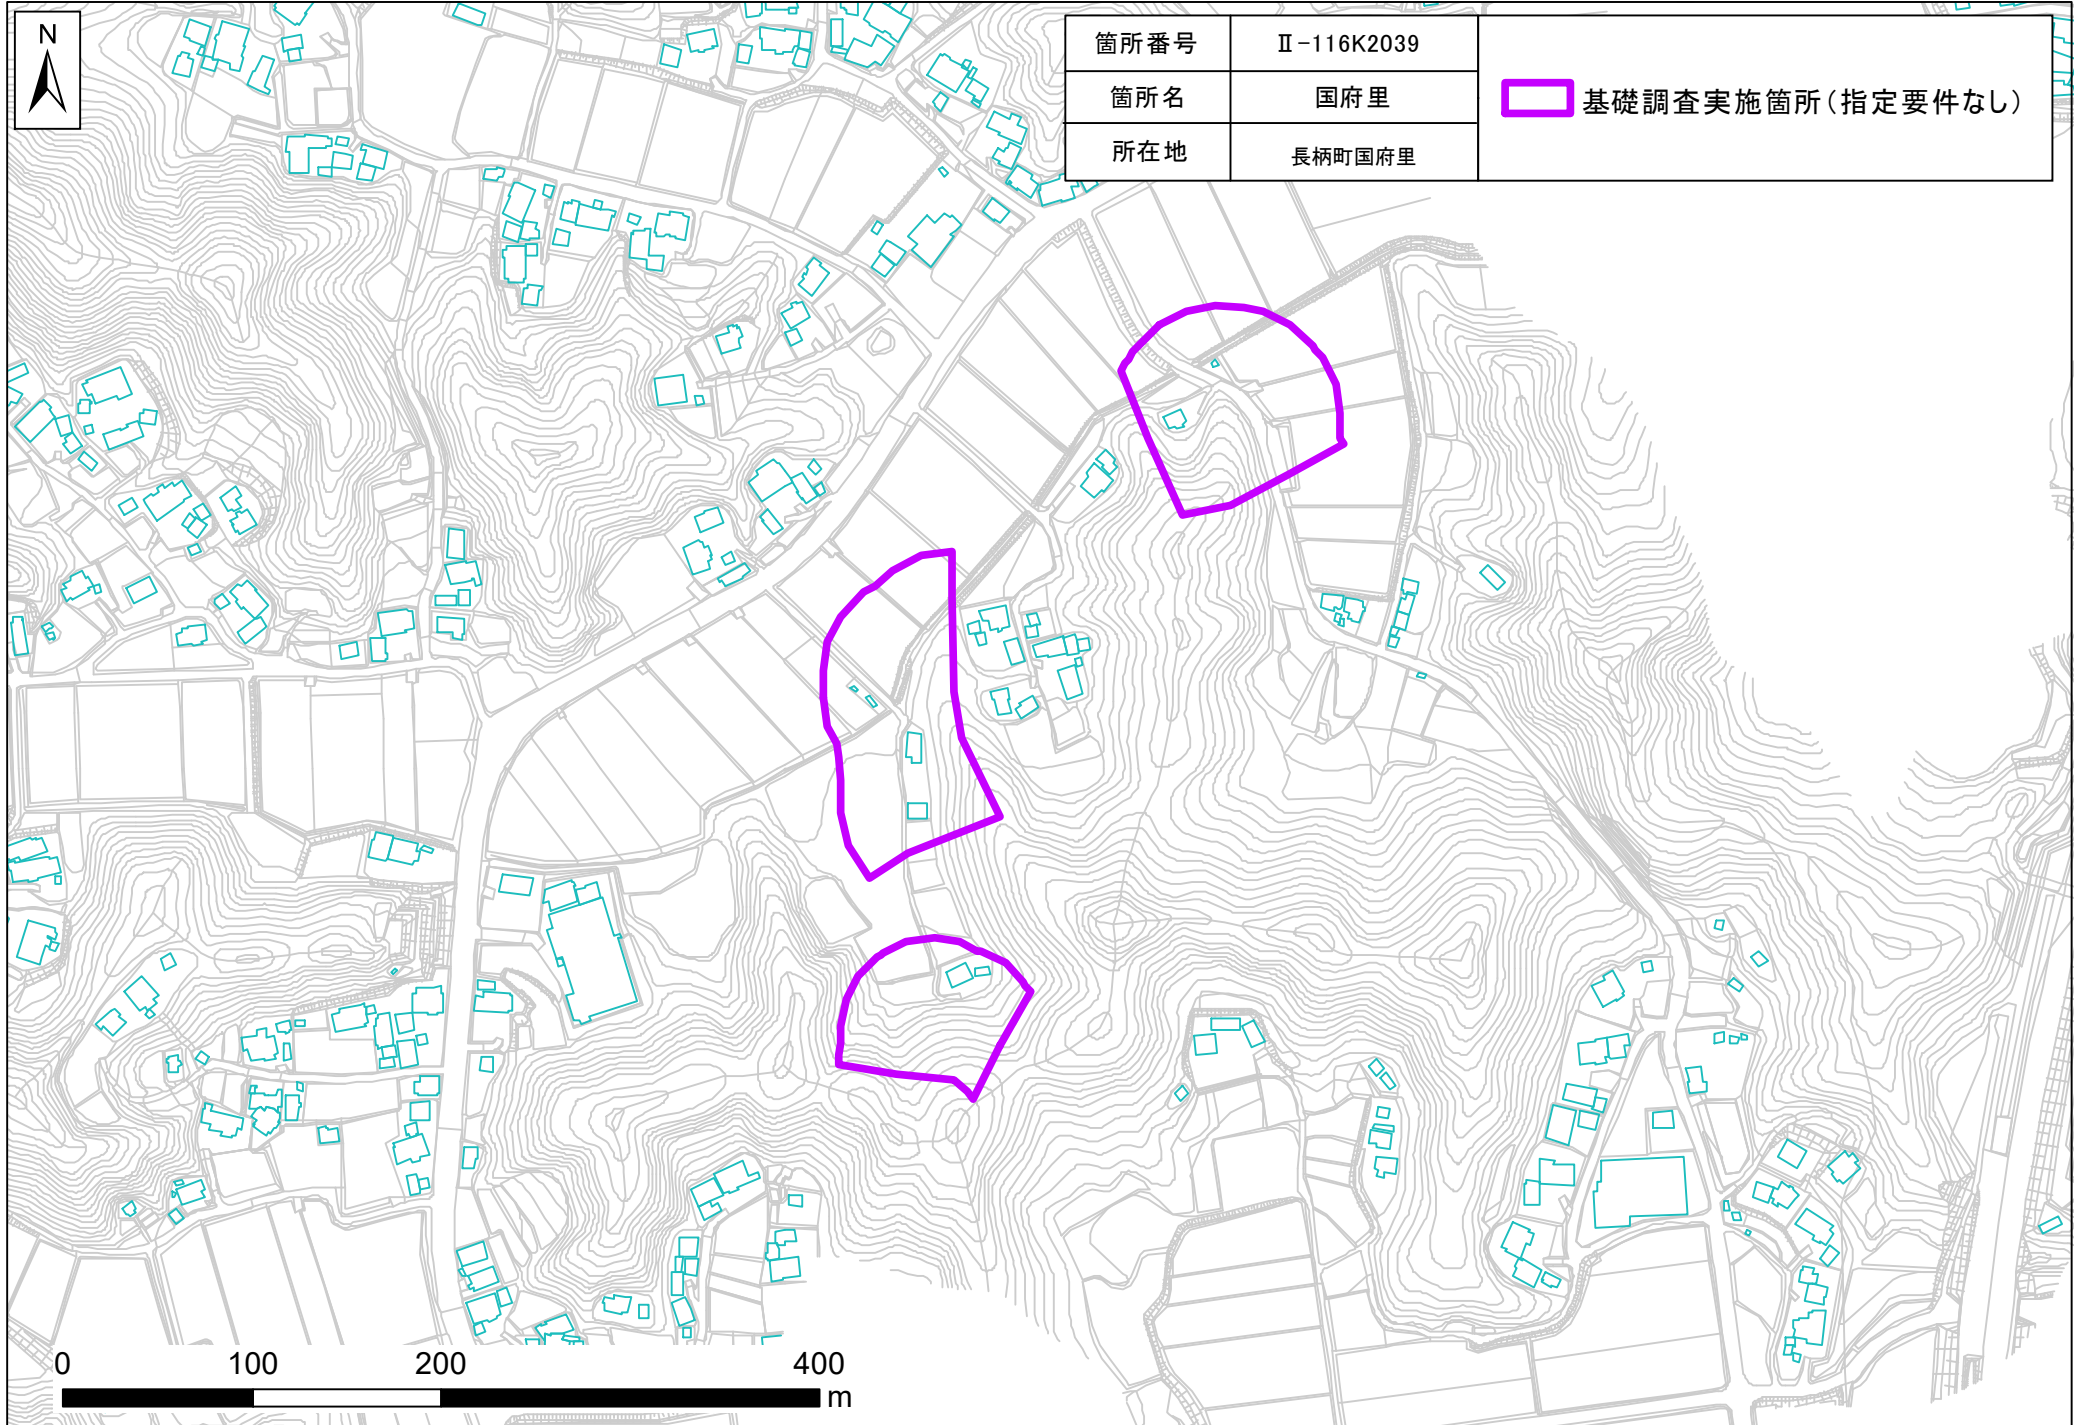 N
箇所番号 Ⅱ-116K2039
箇所名 国府里
所在地 長柄町国府里
基礎調査実施箇所(指定要件なし)
0 100 200 400
m